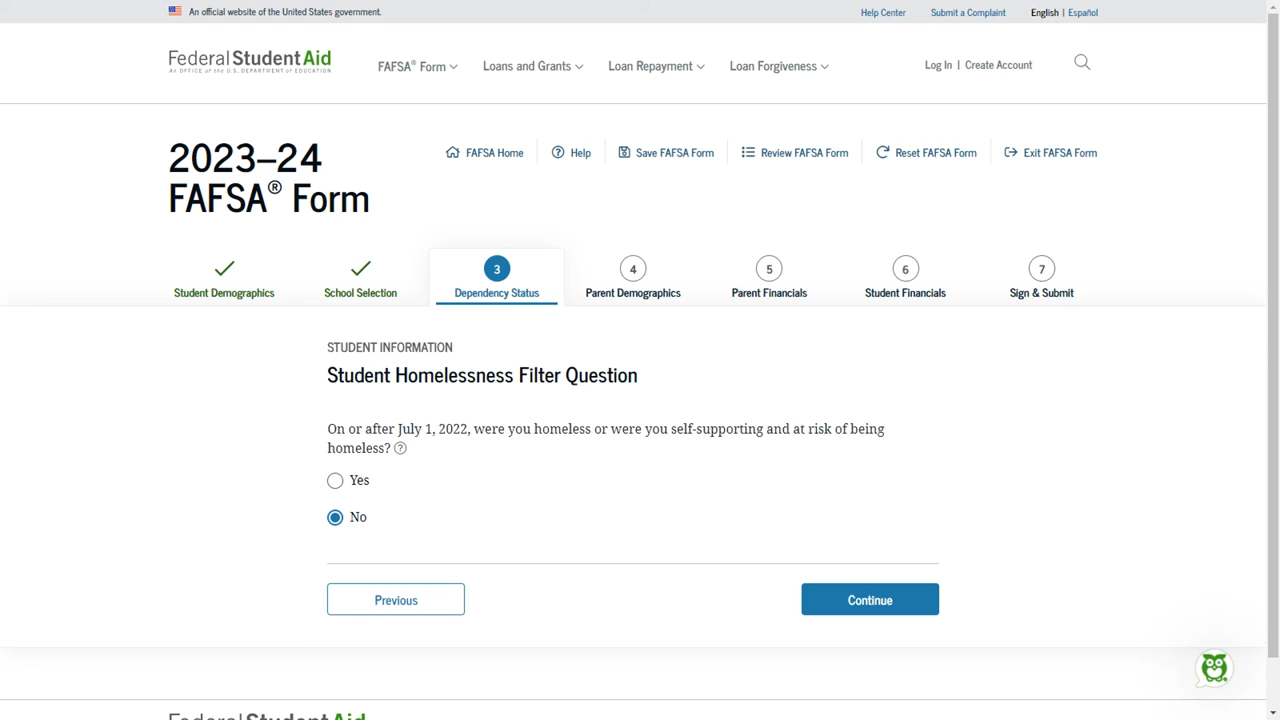 An official website of the United States government.
Help Center
Submit a Complaint
English | Español
Federal Student Aid
An OFFICE of the U.S. DEPARTMENT of EDUCATION
FAFSA® Form
Loans and Grants
Loan Repayment
Loan Forgiveness
Log In | Create Account
2023–24
FAFSA® Form
FAFSA Home
Help
Save FAFSA Form
Review FAFSA Form
Reset FAFSA Form
Exit FAFSA Form
Student Demographics
School Selection
3
Dependency Status
4
Parent Demographics
5
Parent Financials
6
Student Financials
7
Sign & Submit
STUDENT INFORMATION
Student Homelessness Filter Question
On or after July 1, 2022, were you homeless or were you self-supporting and at risk of being
homeless? ?
Yes
No
Previous
Continue
Federal Student Aid